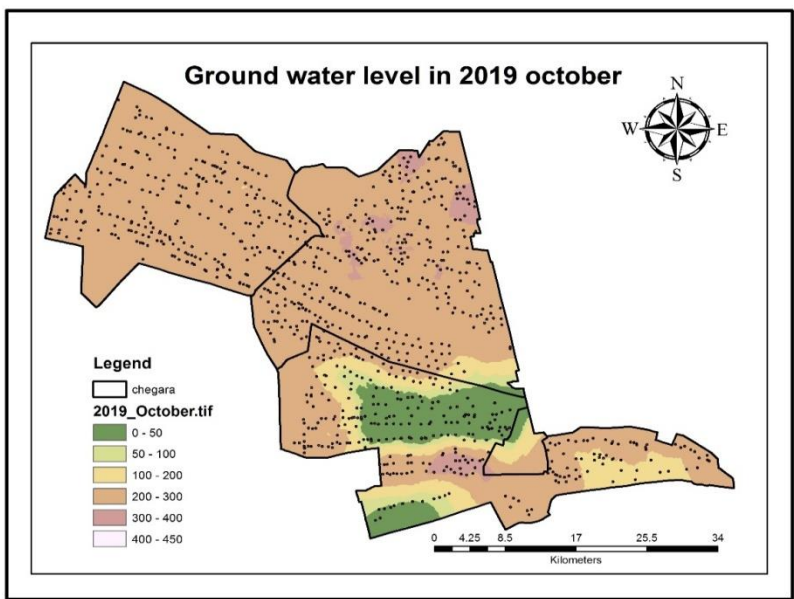 Ground water level in 2019 october
N
W E
S
Legend
chegara
2019_October.tif
0 - 50
50 - 100
100 - 200
200 - 300
300 - 400
400 - 450
0 4.25 8.5 17 25.5 34
Kilometers